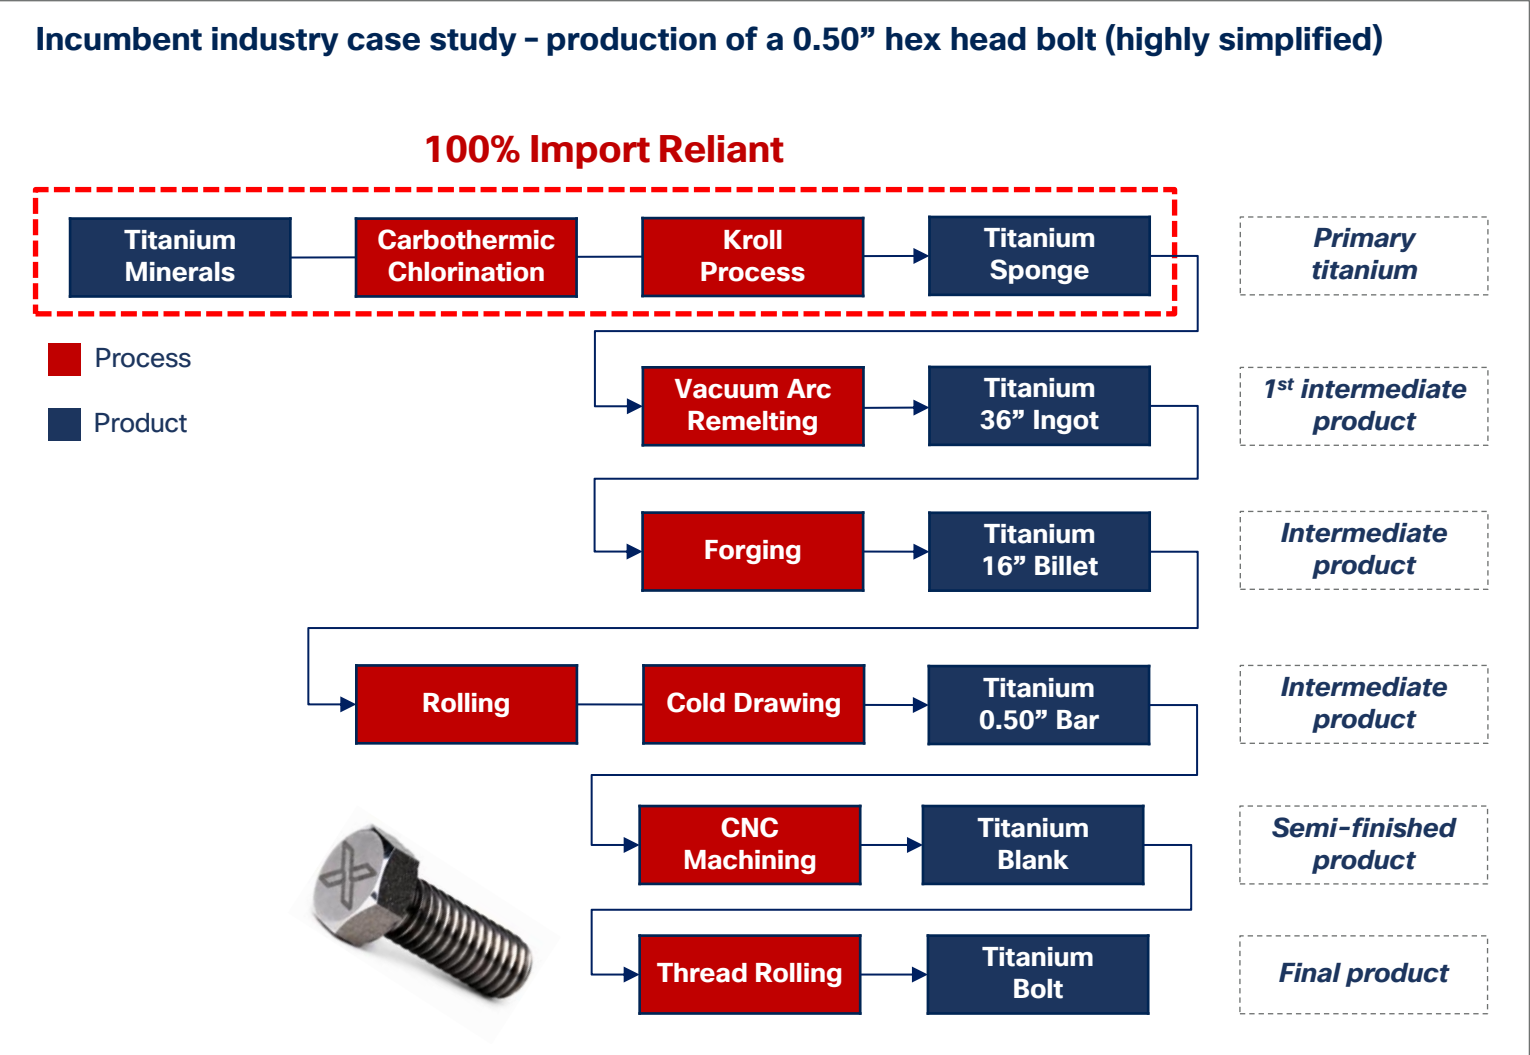 Incumbent industry case study – production of a 0.50” hex head bolt (highly simplified)
100% Import Reliant
Titanium
Minerals
Carbothermic
Chlorination
Kroll
Process
Titanium
Sponge
Primary
titanium
Process
Product
Vacuum Arc
Remelting
Titanium
36” Ingot
1st intermediate
product
Forging
Titanium
16” Billet
Intermediate
product
Rolling
Cold Drawing
Titanium
0.50” Bar
Intermediate
product
CNC
Machining
Titanium
Blank
Semi-finished
product
Thread Rolling
Titanium
Bolt
Final product